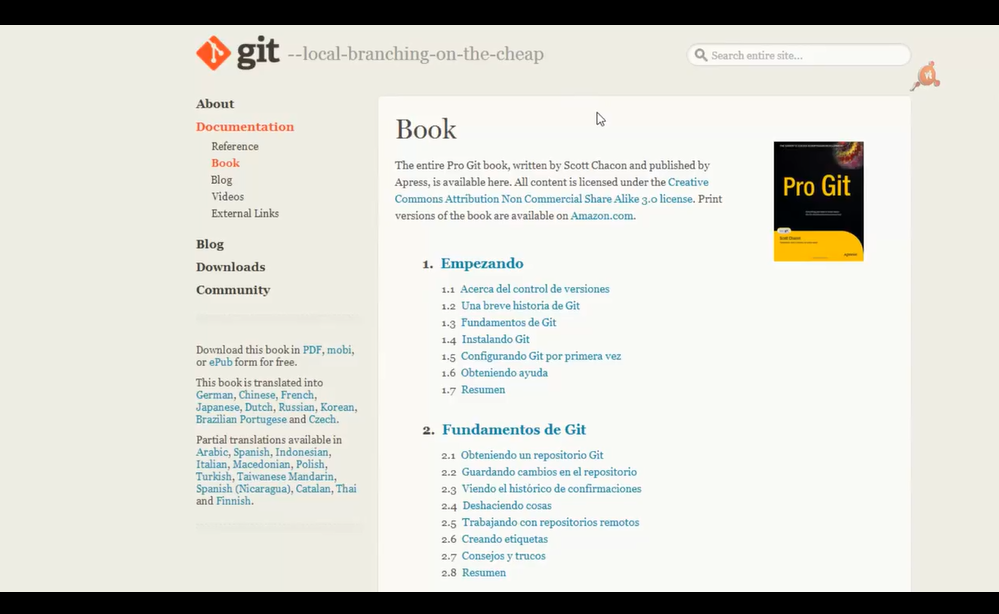 git --local-branching-on-the-cheap
Search entire site...
About
Documentation
Reference
Book
Blog
Videos
External Links
Blog
Downloads
Community
Download this book in PDF, mobi,
or ePub form for free.
This book is translated into
German, Chinese, French,
Japanese, Dutch, Russian, Korean,
Brazilian Portugese and Czech.
Partial translations available in
Arabic, Spanish, Indonesian,
Italian, Macedonian, Polish,
Turkish, Taiwanese Mandarin,
Spanish (Nicaragua), Catalan, Thai
and Finnish.
Book
The entire Pro Git book, written by Scott Chacon and published by
Apress, is available here. All content is licensed under the Creative
Commons Attribution Non Commercial Share Alike 3.0 license. Print
versions of the book are available on Amazon.com.
Pro Git
1. Empezando
1.1 Acerca del control de versiones
1.2 Una breve historia de Git
1.3 Fundamentos de Git
1.4 Instalando Git
1.5 Configurando Git por primera vez
1.6 Obteniendo ayuda
1.7 Resumen
2. Fundamentos de Git
2.1 Obteniendo un repositorio Git
2.2 Guardando cambios en el repositorio
2.3 Viendo el histórico de confirmaciones
2.4 Deshaciendo cosas
2.5 Trabajando con repositorios remotos
2.6 Creando etiquetas
2.7 Consejos y trucos
2.8 Resumen